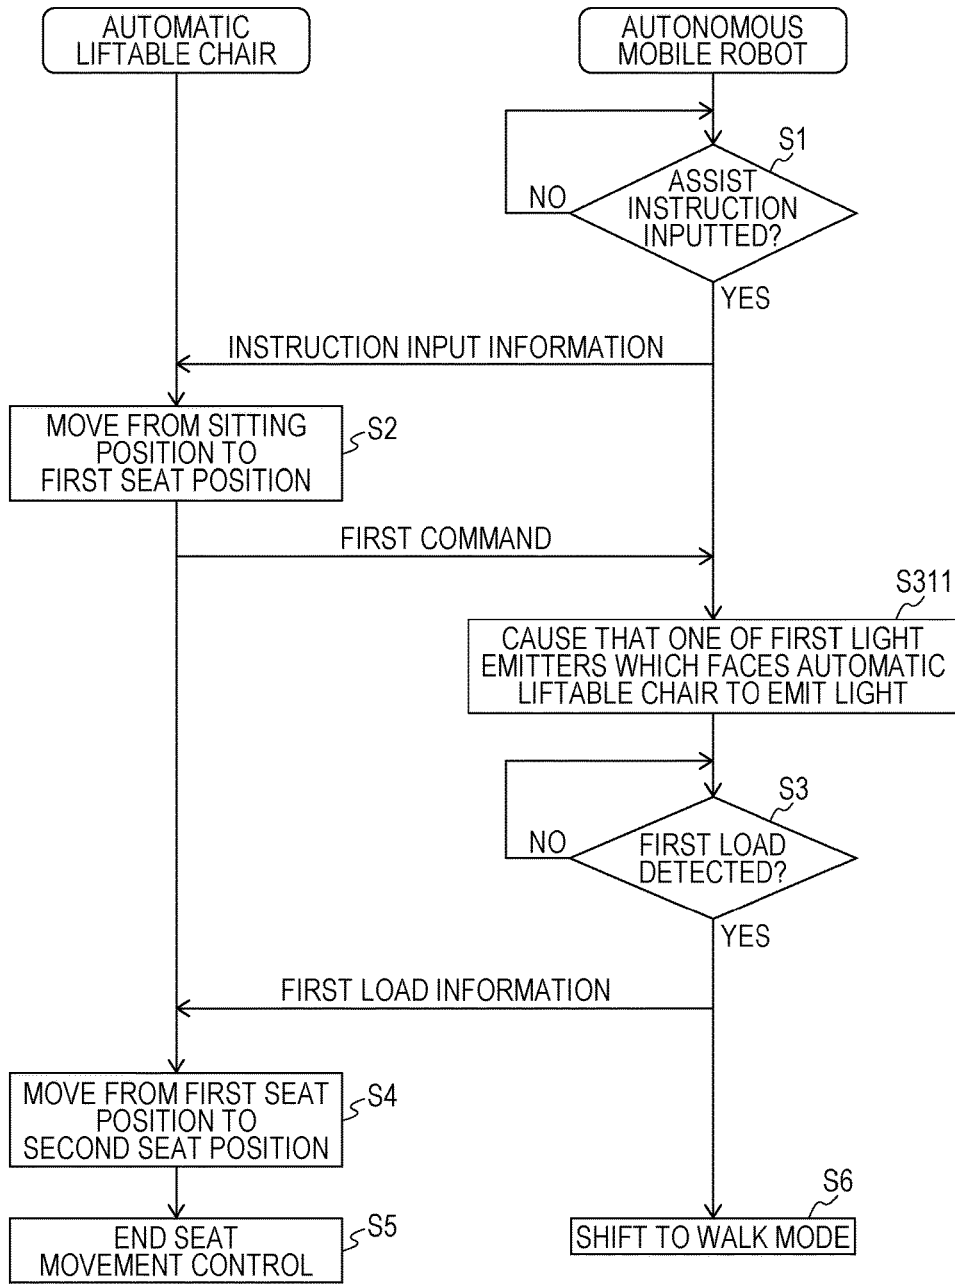 AUTOMATIC
LIFTABLE CHAIR
AUTONOMOUS
MOBILE ROBOT
S1
ASSIST
INSTRUCTION
INPUTTED?
NO
YES
INSTRUCTION INPUT INFORMATION
MOVE FROM SITTING
POSITION TO
FIRST SEAT POSITION
S2
FIRST COMMAND
S311
CAUSE THAT ONE OF FIRST LIGHT
EMITTERS WHICH FACES AUTOMATIC
LIFTABLE CHAIR TO EMIT LIGHT
S3
FIRST LOAD
DETECTED?
NO
YES
FIRST LOAD INFORMATION
MOVE FROM FIRST SEAT
POSITION TO
SECOND SEAT POSITION
S4
S6
END SEAT
MOVEMENT CONTROL
S5
SHIFT TO WALK MODE